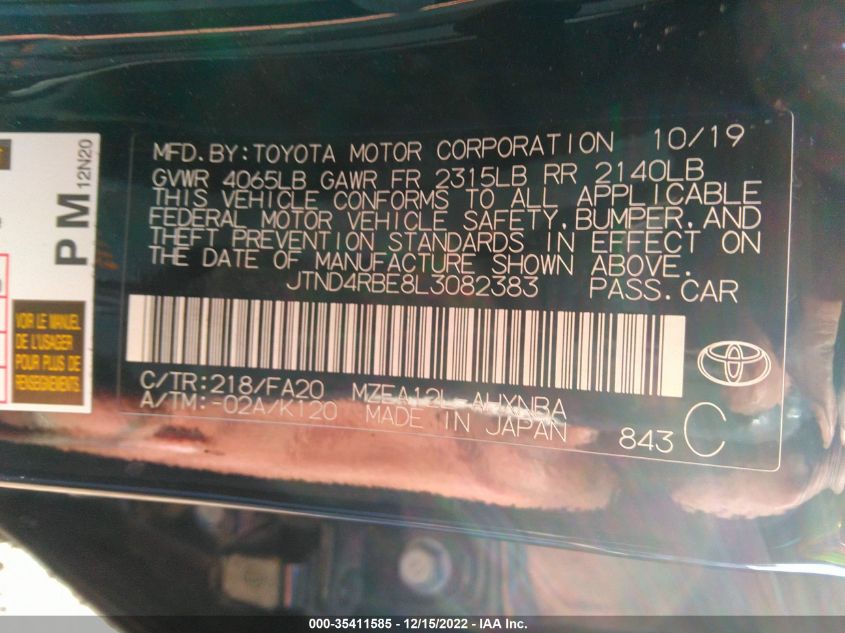 MFD. BY: TOYOTA MOTOR CORPORATION 10/19
GVWR 4065LB GAWR FR 2315LB RR 2140LB
THIS VEHICLE CONFORMS TO ALL APPLICABLE
FEDERAL MOTOR VEHICLE SAFETY, BUMPER, AND
THEFT PREVENTION STANDARDS IN EFFECT ON
THE DATE OF MANUFACTURE SHOWN ABOVE.
JTND4RBE8L3082383 PASS. CAR
C/TR: 218/FA20 MZEA12L-AHXNBA
A/TM: -02A/K120 MADE IN JAPAN
843 C
PM
12N20
VOIR LE MANUEL
DE L'USAGER
POUR PLUS DE
RENSEIGNEMENTS
000-35411585 - 12/15/2022 - IAA Inc.